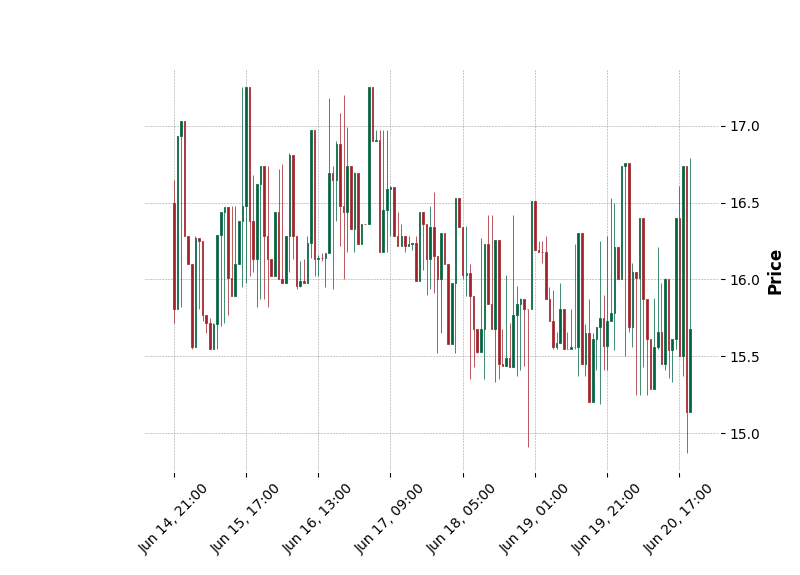 17.0
16.5
16.0
15.5
15.0
Price
Jun 14, 21:00
Jun 15, 17:00
Jun 16, 13:00
Jun 17, 09:00
Jun 18, 05:00
Jun 19, 01:00
Jun 19, 21:00
Jun 20, 17:00